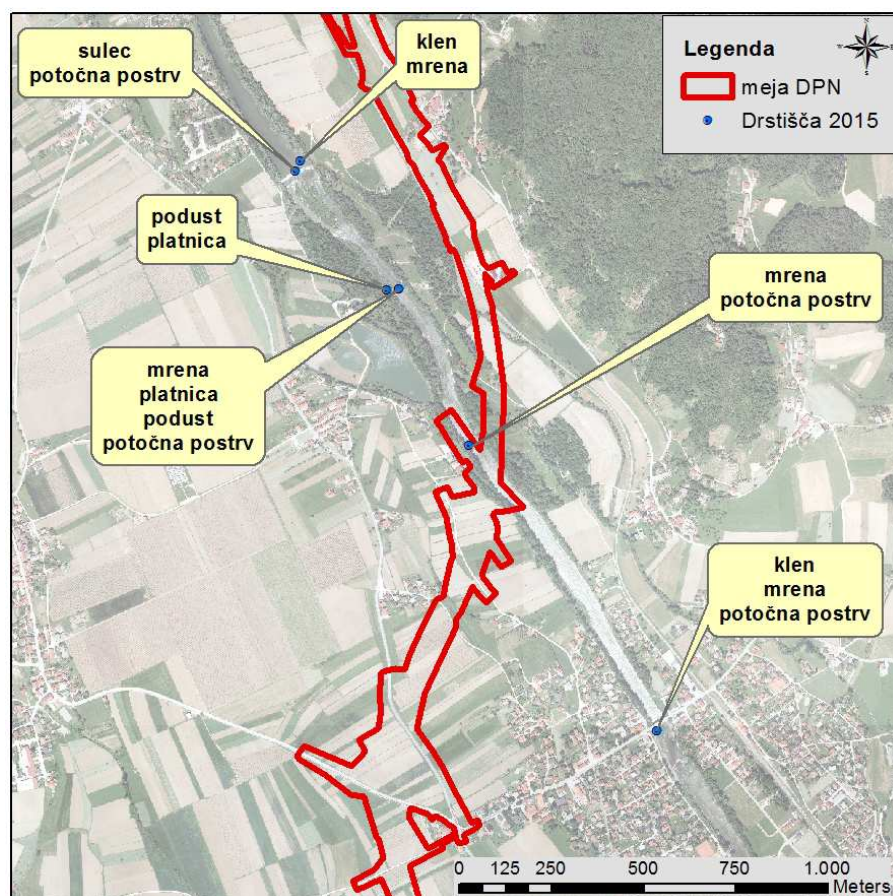 sulec
potočna postrv
klen
mrena
Legenda
meja DPN
Drstišča 2015
podust
platnica
mrena
potočna postrv
mrena
platnica
podust
potočna postrv
klen
mrena
potočna postrv
0 125 250 500 750 1.000
Meters